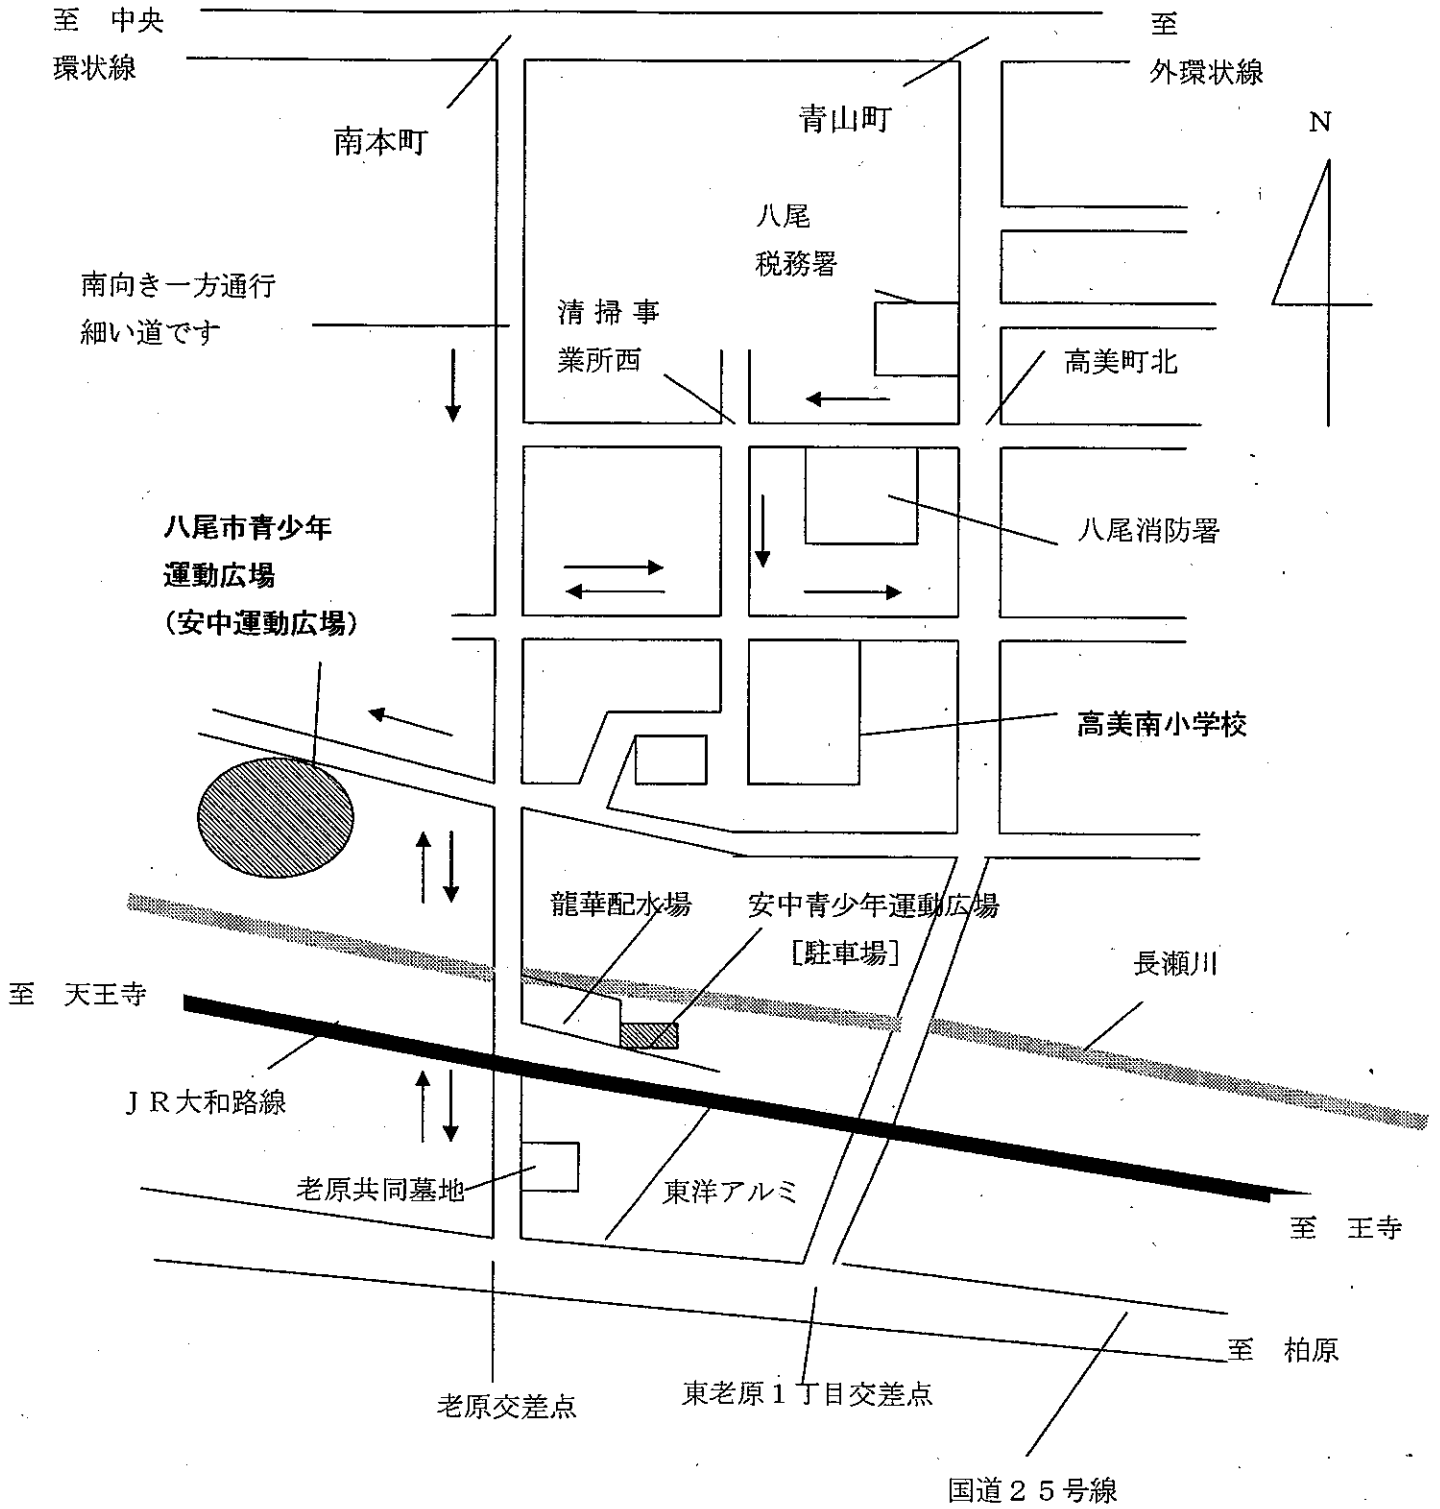 至　中央
環状線
至
外環状線
南本町
青山町
N
八尾
税務署
南向き一方通行
細い道です
清掃事
業所西
高美町北
八尾市青少年
運動広場
（安中運動広場）
八尾消防署
高美南小学校
龍華配水場
安中青少年運動広場
［駐車場］
長瀬川
至　天王寺
ＪＲ大和路線
老原共同墓地
東洋アルミ
至　王寺
至　柏原
老原交差点
東老原１丁目交差点
国道２５号線